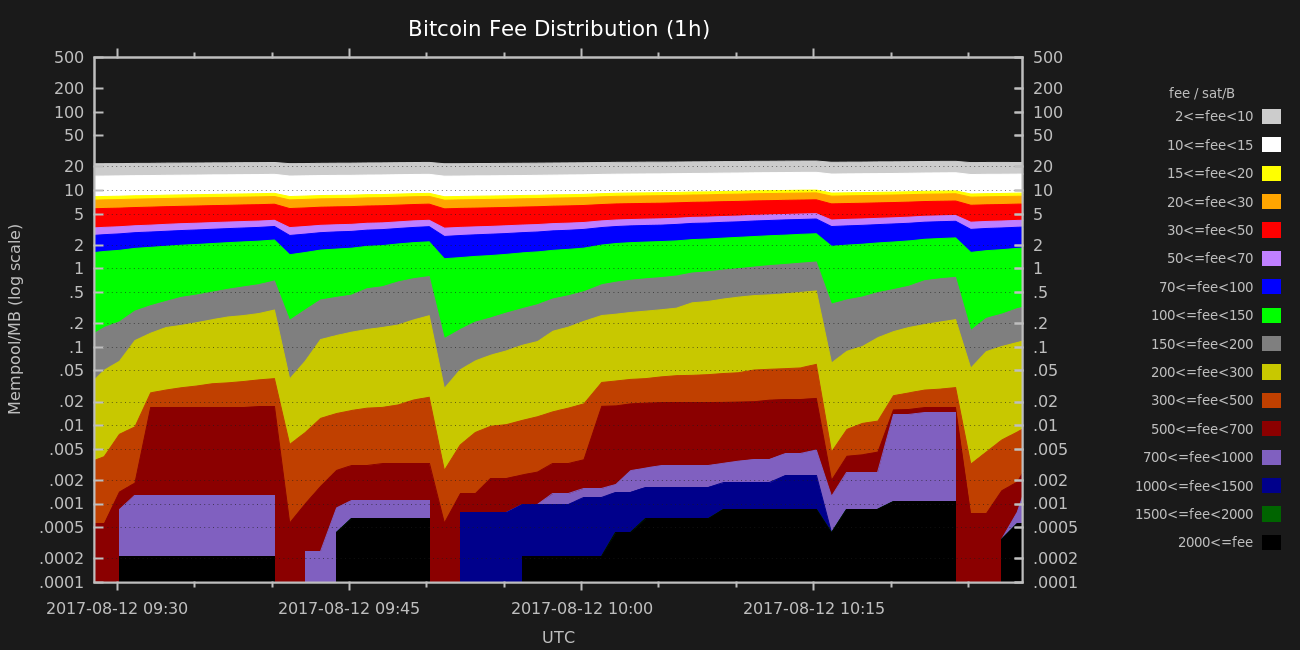 Bitcoin Fee Distribution (1h)
Mempool/MB (log scale)
500
200
100
50
20
10
5
2
1
.5
.2
.1
.05
.02
.01
.005
.002
.001
.0005
.0002
.0001
500
200
100
50
20
10
5
2
1
.5
.2
.1
.05
.02
.01
.005
.002
.001
.0005
.0002
.0001
2017-08-12 09:30
2017-08-12 09:45
2017-08-12 10:00
2017-08-12 10:15
UTC
fee / sat/B
2<=fee<10
10<=fee<15
15<=fee<20
20<=fee<30
30<=fee<50
50<=fee<70
70<=fee<100
100<=fee<150
150<=fee<200
200<=fee<300
300<=fee<500
500<=fee<700
700<=fee<1000
1000<=fee<1500
1500<=fee<2000
2000<=fee